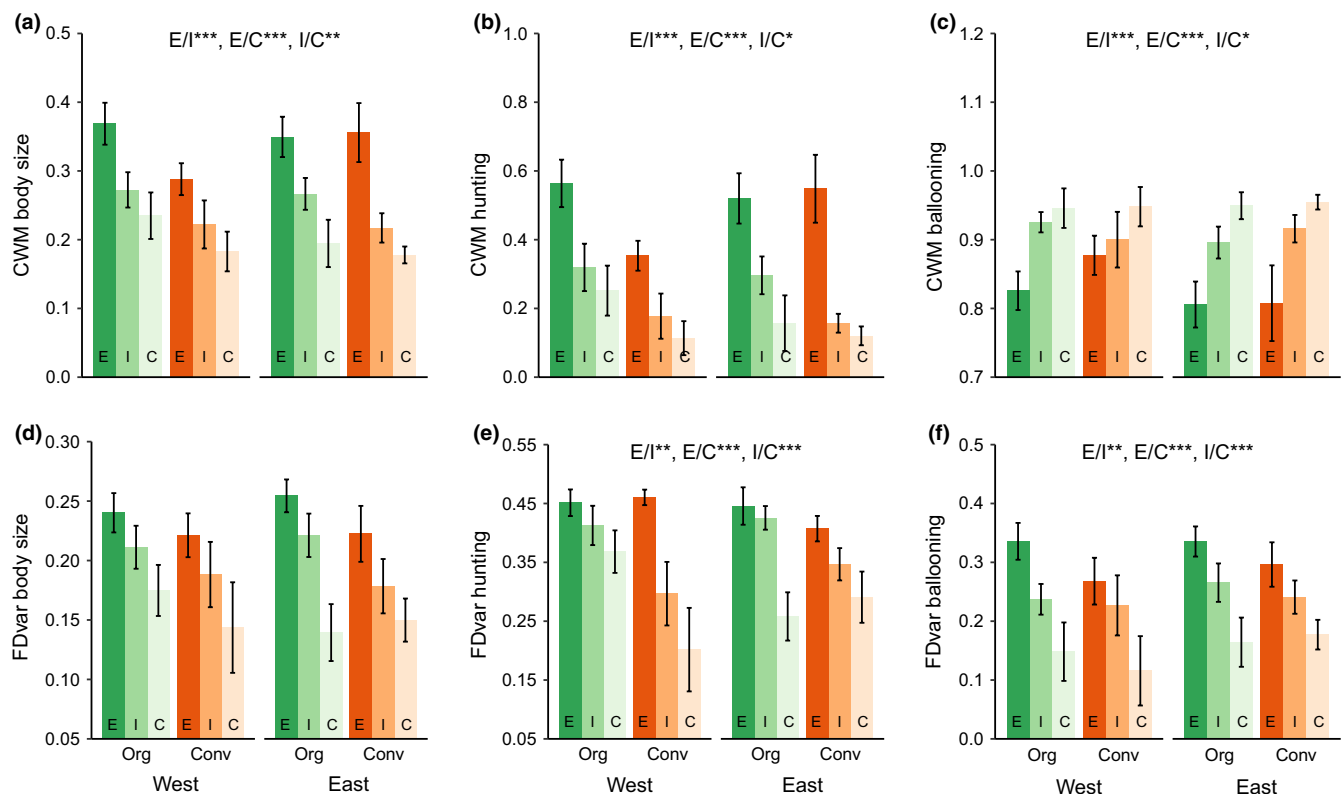 (a)
E/I***, E/C***, I/C**
CWM body size
0.5
0.4
0.3
0.2
0.1
0.0
E I C E I C E I C E I C
(b)
E/I***, E/C***, I/C*
CWM hunting
1.0
0.8
0.6
0.4
0.2
0.0
E I C E I C E I C E I C
(c)
E/I***, E/C***, I/C*
CWM ballooning
1.2
1.1
1.0
0.9
0.8
0.7
E I C E I C E I C E I C
(d)
FDvar body size
0.30
0.25
0.20
0.15
0.10
0.05
E I C E I C E I C E I C
Org Conv Org Conv
West East
(e)
E/I**, E/C***, I/C***
FDvar hunting
0.55
0.45
0.35
0.25
0.15
0.05
E I C E I C E I C E I C
Org Conv Org Conv
West East
(f)
E/I**, E/C***, I/C***
FDvar ballooning
0.5
0.4
0.3
0.2
0.1
0.0
E I C E I C E I C E I C
Org Conv Org Conv
West East